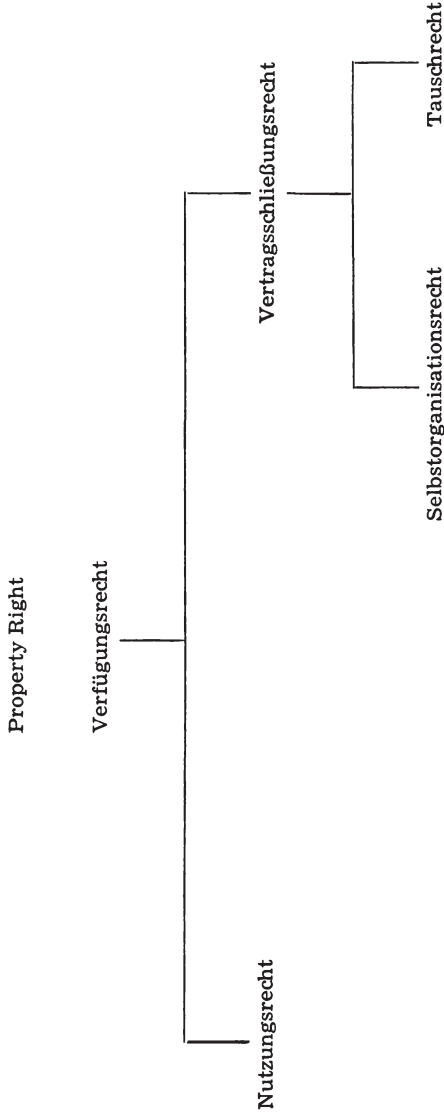 Property Right
Verfügungsrecht
Nutzungsrecht
Vertragsschließungsrecht
Selbstorganisationsrecht
Tauschrecht